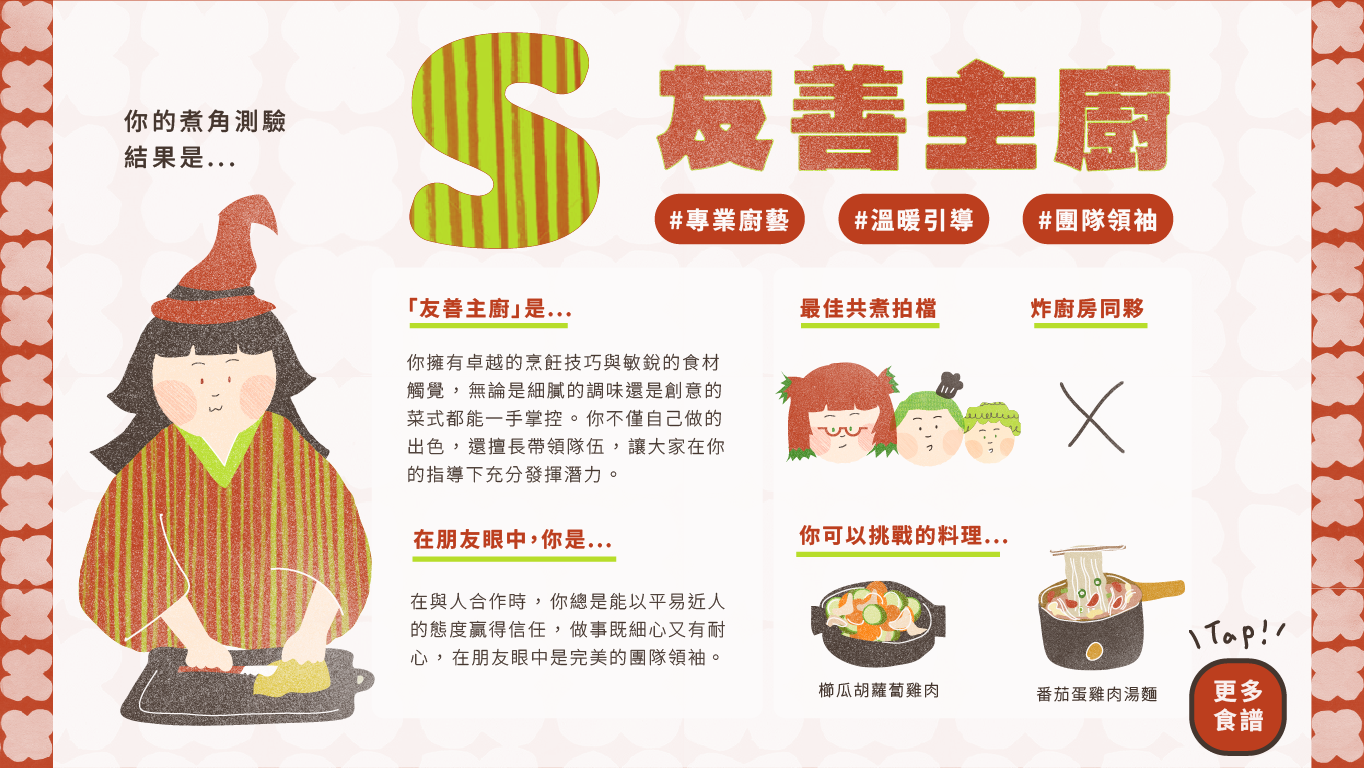 你的煮角測驗
結果是...
S
友善主廚
#專業廚藝
#溫暖引導
#團隊領袖
「友善主廚」是...
你擁有卓越的烹飪技巧與敏銳的食材
觸覺，無論是細膩的調味還是創意的
菜式都能一手掌控。你不僅自己做的
出色，還擅長帶領隊伍，讓大家在你
的指導下充分發揮潛力。
在朋友眼中，你是...
在與人合作時，你總是能以平易近人
的態度贏得信任，做事既細心又有耐
心，在朋友眼中是完美的團隊領袖。
最佳共煮拍檔
炸廚房同夥
你可以挑戰的料理...
櫛瓜胡蘿蔔雞肉
番茄蛋雞肉湯麵
Tap!
更多
食譜